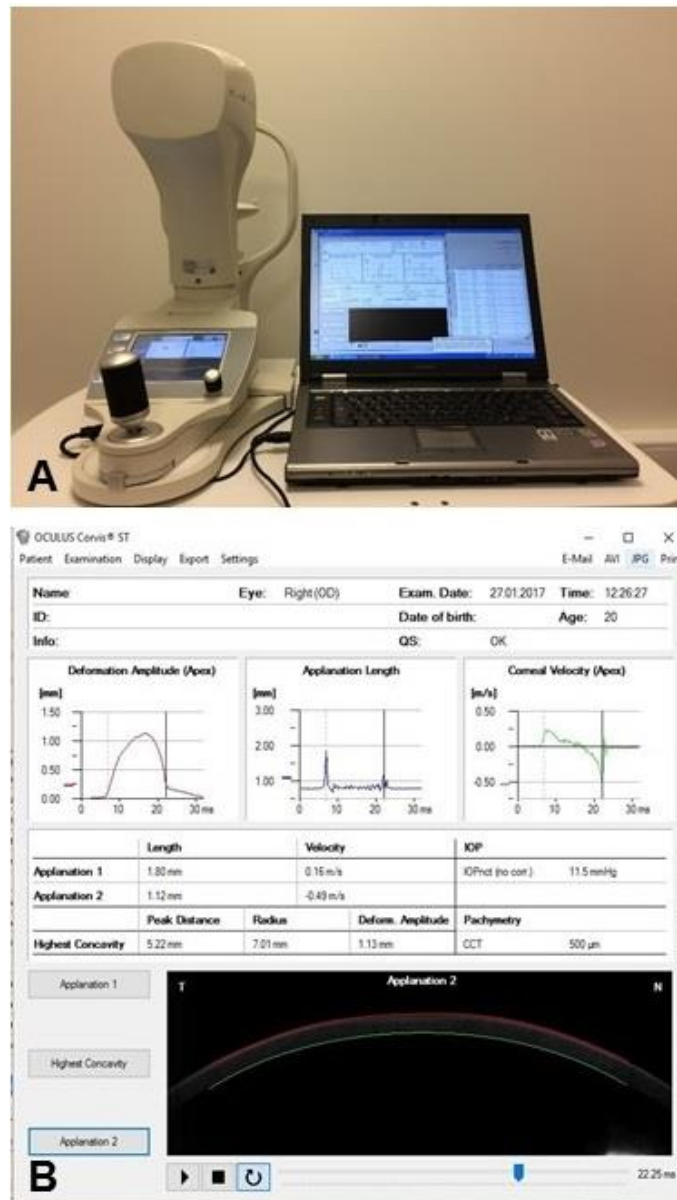 A
OCULUS Corvis® ST
Patient Examination Display Export Settings E-Mail AVI JPG Prin
Name Eye: Right (OD) Exam. Date: 27.01.2017 Time: 12:26:27
ID: Date of birth: Age: 20
Info: QS: OK
Deformation Amplitude (Apex) Applanation Length Corneal Velocity (Apex)
[mm] [mm] [m/s]
1.50 3.00 0.50
1.00 2.00 0.00
0.50 1.00 -0.50
0.00
10 20 30 ms 0 10 20 30 ms 0 10 20 30 ms
Length Velocity IOP
Applanation 1 1.80 mm 0.16 m/s IOPnct (no corr.) 11.5 mmHg
Applanation 2 1.12 mm -0.49 m/s
Peak Distance Radius Deform. Amplitude Pachymetry
Highest Concavity 5.22 mm 7.01 mm 1.13 mm CCT 500 µm
Applanation 1 T Applanation 2 N
Highest Concavity
Applanation 2
B 22.25 ms